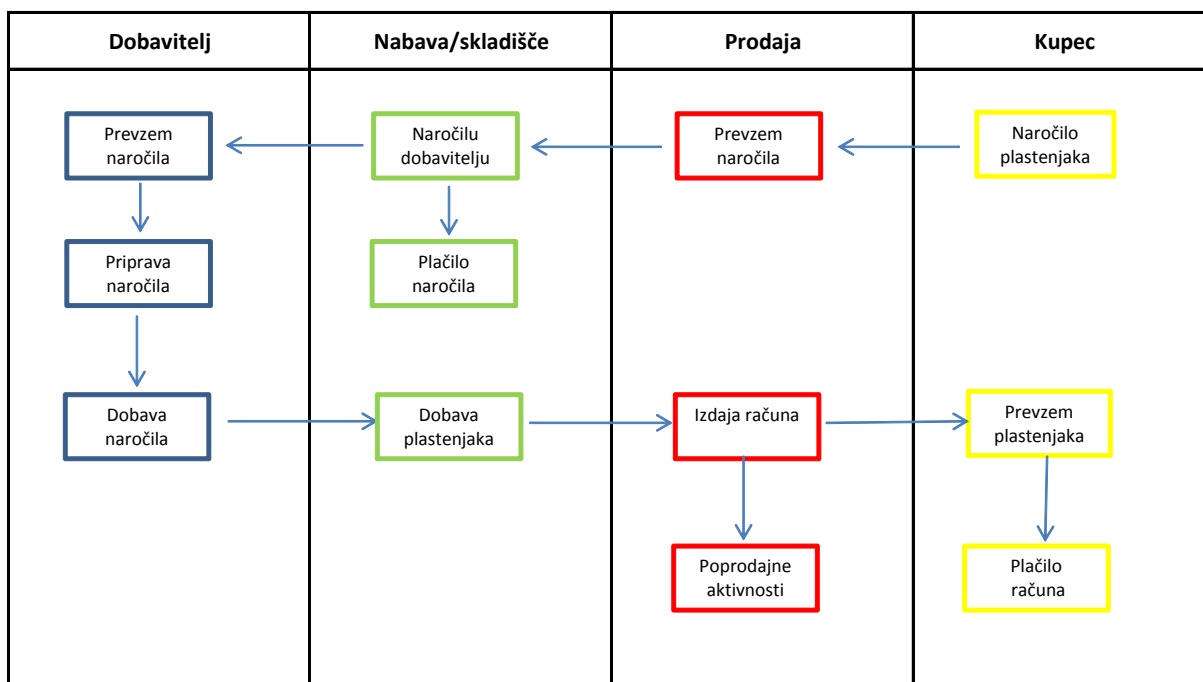 Dobavitelj
Nabava/skladišče
Prodaja
Kupec
Prevzem
naročila
Naročilu
dobavitelju
Prevzem
naročila
Naročilo
plastenjaka
Priprava
naročila
Plačilo
naročila
Dobava
naročila
Dobava
plastenjaka
Izdaja računa
Prevzem
plastenjaka
Poprodajne
aktivnosti
Plačilo
računa